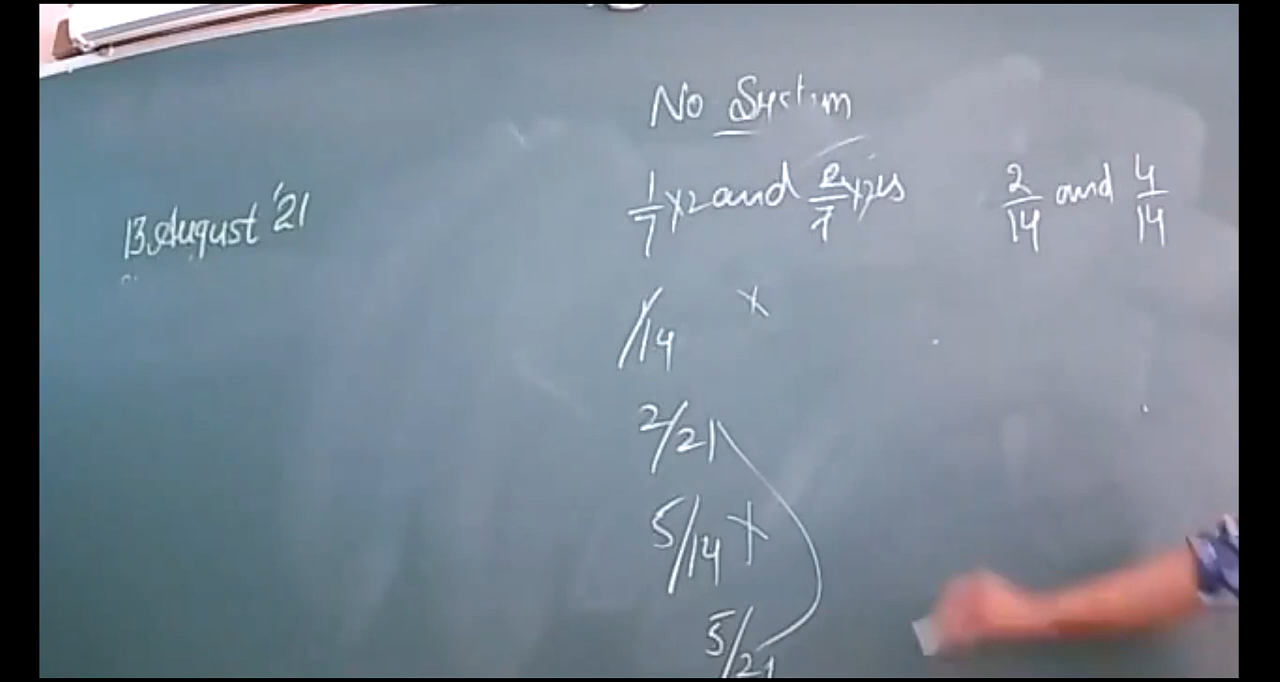 No System
13 August '21
1/7 x2 and 2/7 x2 is 2/14 and 4/14
1/14 x
2/21
5/14 x
5/21